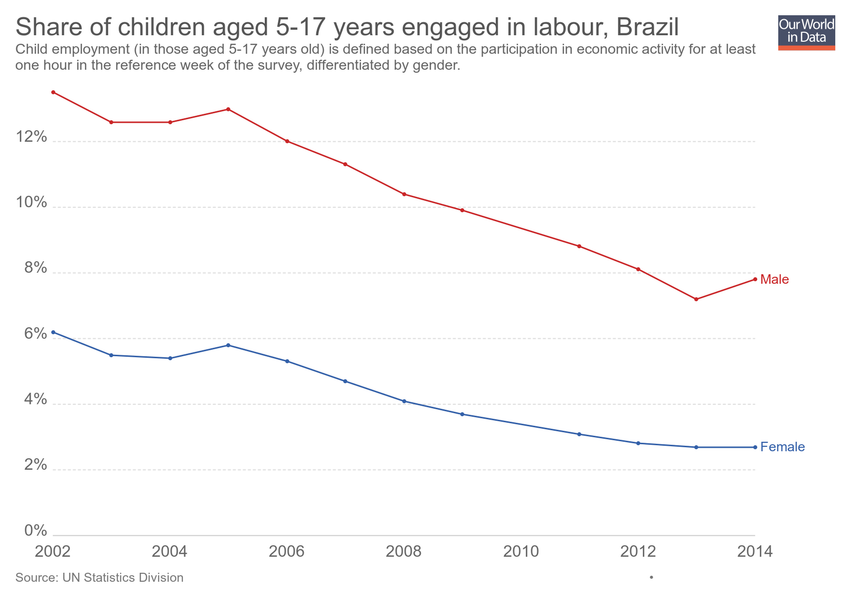 Share of children aged 5-17 years engaged in labour, Brazil
Our World
in Data
Child employment (in those aged 5-17 years old) is defined based on the participation in economic activity for at least
one hour in the reference week of the survey, differentiated by gender.
12%
10%
8%
Male
6%
4%
Female
2%
0%
2002 2004 2006 2008 2010 2012 2014
Source: UN Statistics Division